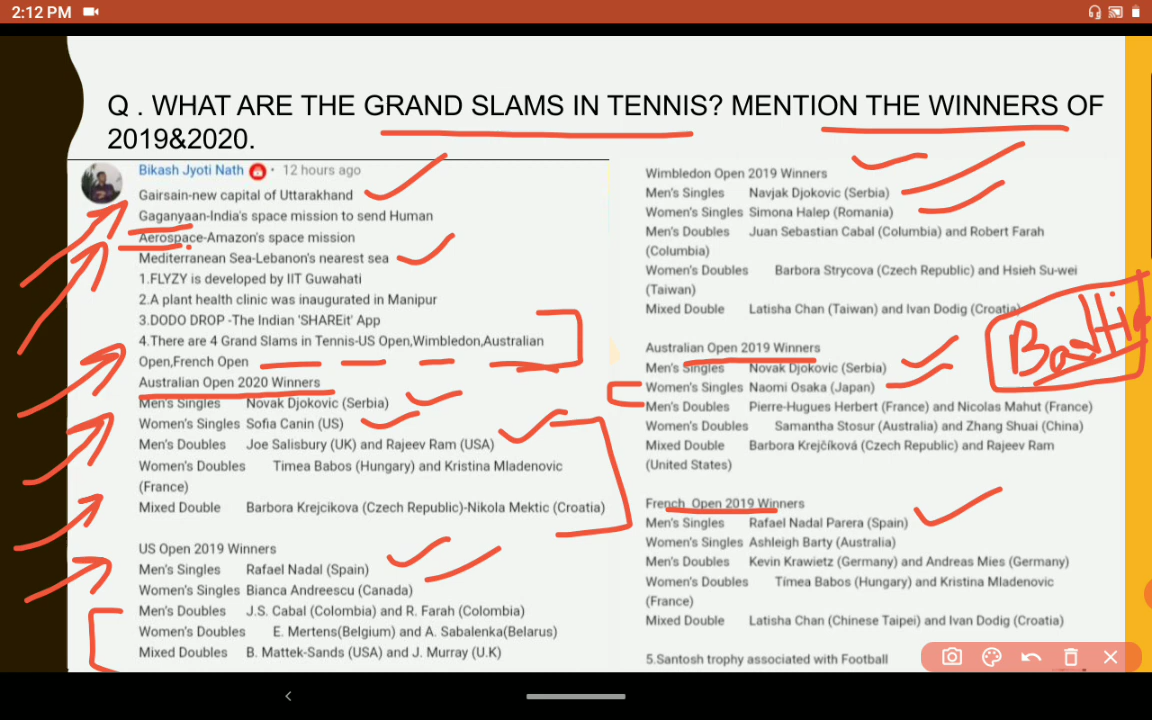 2:12 PM
Q . WHAT ARE THE GRAND SLAMS IN TENNIS? MENTION THE WINNERS OF
2019&2020.
Bikash Jyoti Nath · 12 hours ago
Gairsain-new capital of Uttarakhand
Gaganyaan-India's space mission to send Human
Aerospace-Amazon's space mission
Mediterranean Sea-Lebanon's nearest sea
1.FLYZY is developed by IIT Guwahati
2.A plant health clinic was inaugurated in Manipur
3.DODO DROP -The Indian 'SHAREit' App
4.There are 4 Grand Slams in Tennis-US Open,Wimbledon,Australian
Open,French Open
Australian Open 2020 Winners
Men's Singles Novak Djokovic (Serbia)
Women's Singles Sofia Canin (US)
Men's Doubles Joe Salisbury (UK) and Rajeev Ram (USA)
Women's Doubles Timea Babos (Hungary) and Kristina Mladenovic
(France)
Mixed Double Barbora Krejcikova (Czech Republic)-Nikola Mektic (Croatia)
US Open 2019 Winners
Men's Singles Rafael Nadal (Spain)
Women's Singles Bianca Andreescu (Canada)
Men's Doubles J.S. Cabal (Colombia) and R. Farah (Colombia)
Women's Doubles E. Mertens(Belgium) and A. Sabalenka(Belarus)
Mixed Doubles B. Mattek-Sands (USA) and J. Murray (U.K)
Wimbledon Open 2019 Winners
Men's Singles Navjak Djokovic (Serbia)
Women's Singles Simona Halep (Romania)
Men's Doubles Juan Sebastian Cabal (Columbia) and Robert Farah
(Columbia)
Women's Doubles Barbora Strycova (Czech Republic) and Hsieh Su-wei
(Taiwan)
Mixed Double Latisha Chan (Taiwan) and Ivan Dodig (Croatia)
Australian Open 2019 Winners
Men's Singles Novak Djokovic (Serbia)
Women's Singles Naomi Osaka (Japan)
Men's Doubles Pierre-Hugues Herbert (France) and Nicolas Mahut (France)
Women's Doubles Samantha Stosur (Australia) and Zhang Shuai (China)
Mixed Double Barbora Krejčíková (Czech Republic) and Rajeev Ram
(United States)
French Open 2019 Winners
Men's Singles Rafael Nadal Parera (Spain)
Women's Singles Ashleigh Barty (Australia)
Men's Doubles Kevin Krawietz (Germany) and Andreas Mies (Germany)
Women's Doubles Timea Babos (Hungary) and Kristina Mladenovic
(France)
Mixed Double Latisha Chan (Chinese Taipei) and Ivan Dodig (Croatia)
5.Santosh trophy associated with Football